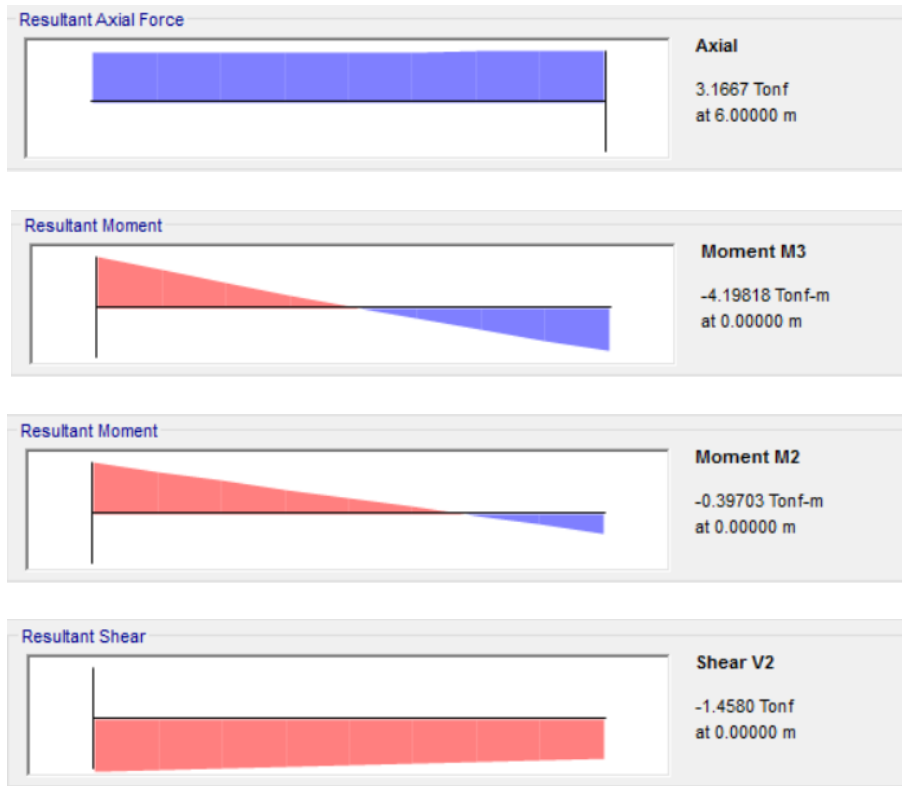 Resultant Axial Force
Axial
3.1667 Tonf
at 6.00000 m
Resultant Moment
Moment M3
-4.19818 Tonf-m
at 0.00000 m
Resultant Moment
Moment M2
-0.39703 Tonf-m
at 0.00000 m
Resultant Shear
Shear V2
-1.4580 Tonf
at 0.00000 m